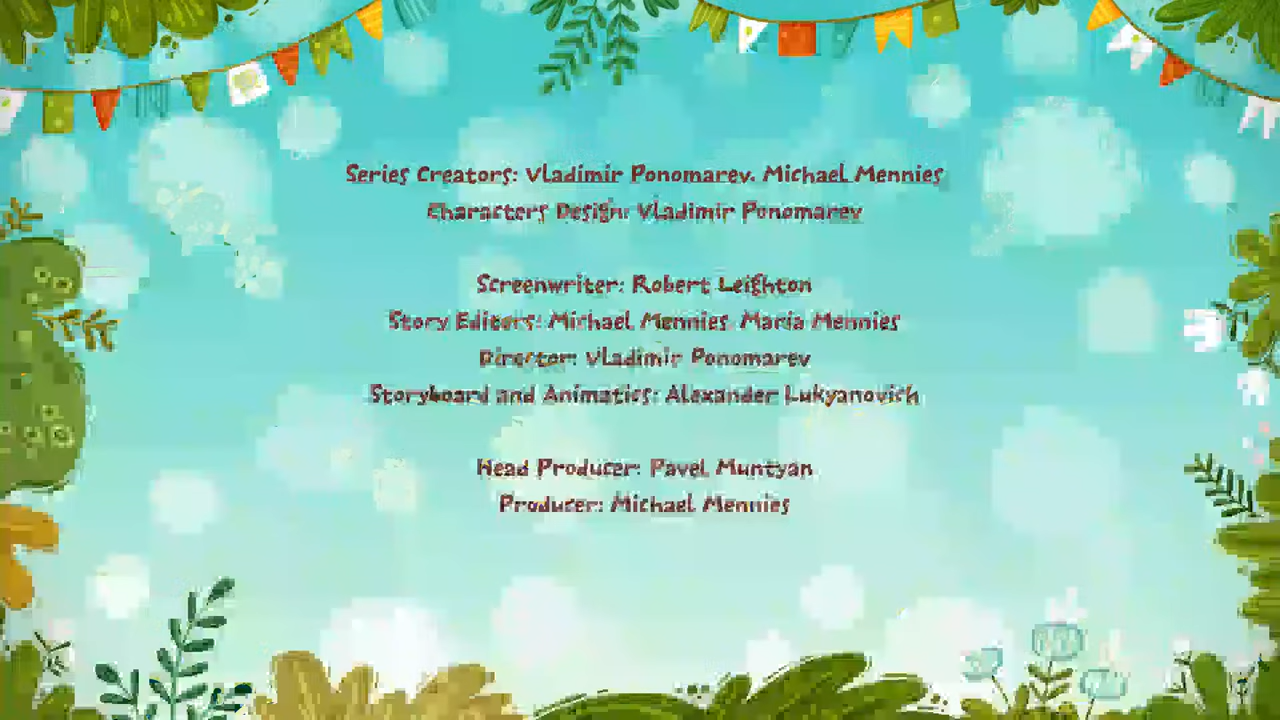 Series Creators: Vladimir Ponomarev, Michael Mennies
Characters Design: Vladimir Ponomarev
Screenwriter: Robert Leighton
Story Editors: Michael Mennies, Maria Mennies
Director: Vladimir Ponomarev
Storyboard and Animatics: Alexander Lukyanovich
Head Producer: Pavel Muntyan
Producer: Michael Mennies